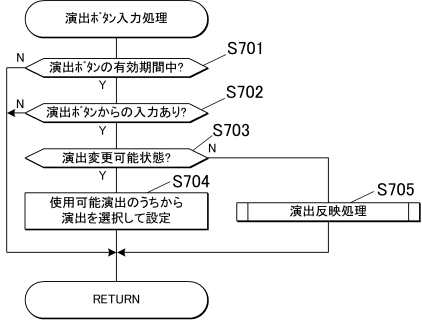 演出ﾎﾞﾀﾝ入力処理
S701
N
演出ﾎﾞﾀﾝの有効期間中?
Y
S702
N
演出ﾎﾞﾀﾝからの入力あり?
Y
S703
演出変更可能状態?
N
Y
S704
使用可能演出のうちから
演出を選択して設定
S705
演出反映処理
RETURN